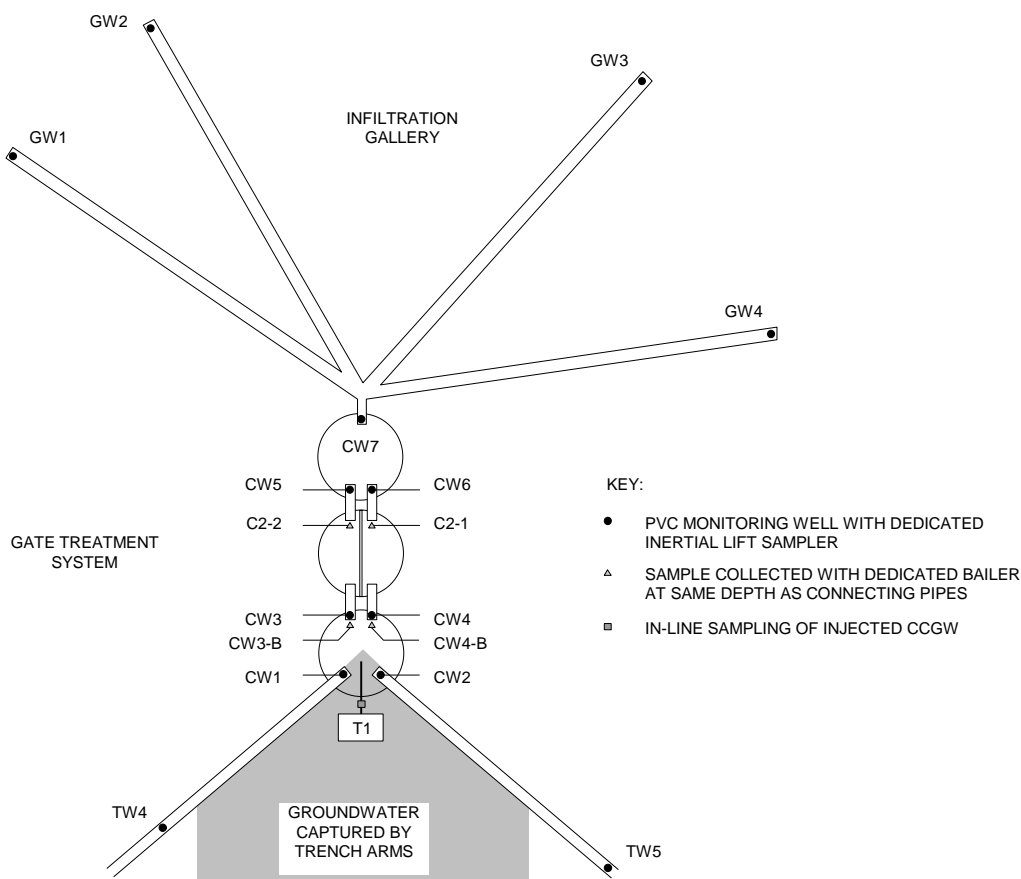 GW2
GW3
INFILTRATION
GALLERY
GW1
GW4
CW7
CW5
CW6
C2-2
C2-1
GATE TREATMENT
SYSTEM
KEY:
PVC MONITORING WELL WITH DEDICATED
INERTIAL LIFT SAMPLER
SAMPLE COLLECTED WITH DEDICATED BAILER
AT SAME DEPTH AS CONNECTING PIPES
IN-LINE SAMPLING OF INJECTED CCGW
CW3
CW4
CW3-B
CW4-B
CW1
CW2
T1
TW4
GROUNDWATER
CAPTURED BY
TRENCH ARMS
TW5